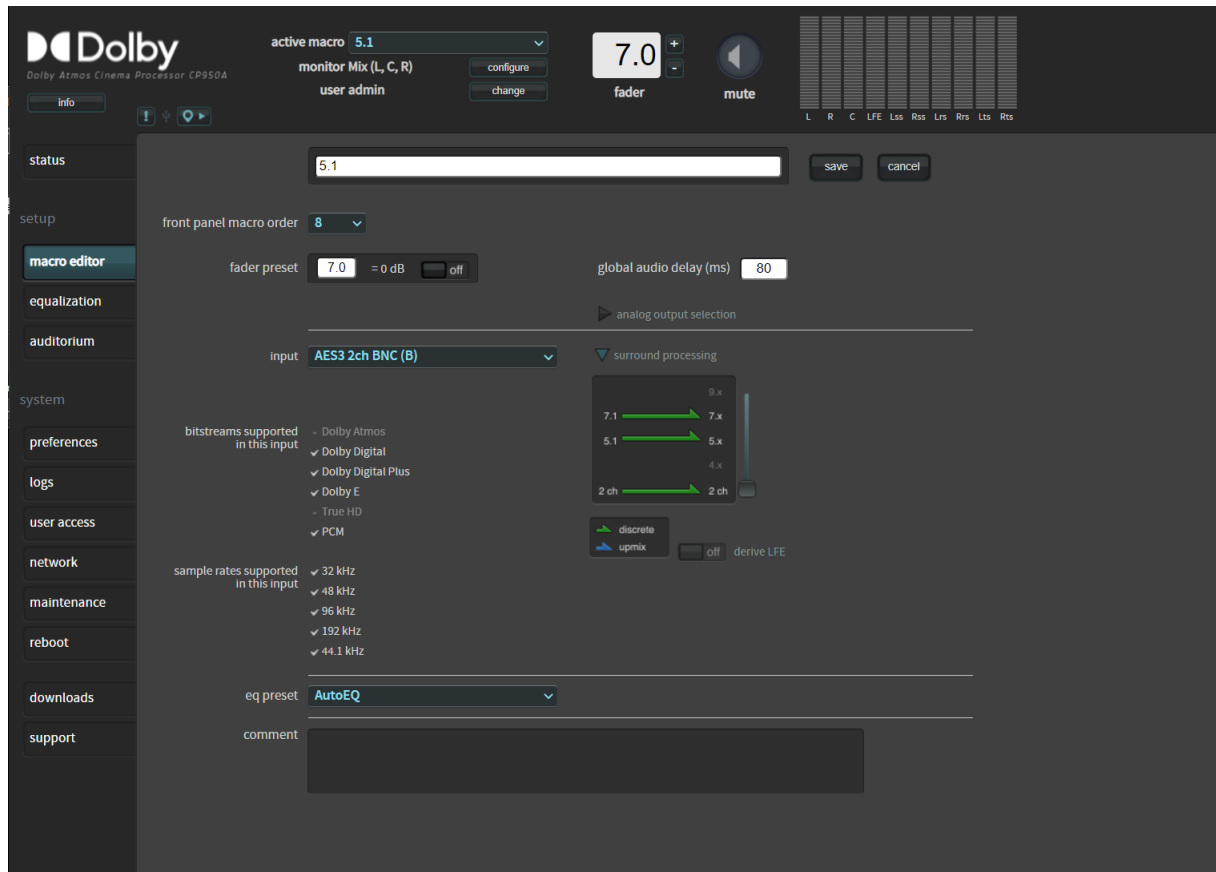 Dolby
Dolby Atmos Cinema Processor CP950A
info
active macro 5.1
monitor Mix (L, C, R) configure
user admin change
7.0 + -
fader
mute
L R C LFE Lss Rss Lrs Rrs Lts Rts
status
setup
macro editor
equalization
auditorium
system
preferences
logs
user access
network
maintenance
reboot
downloads
support
5.1 save cancel
front panel macro order 8
fader preset 7.0 = 0 dB off
global audio delay (ms) 80
analog output selection
input AES3 2ch BNC (B)
surround processing
9.x
7.1 7.x
5.1 5.x
4.x
2 ch 2 ch
discrete
upmix
off derive LFE
bitstreams supported
in this input
- Dolby Atmos
✓ Dolby Digital
✓ Dolby Digital Plus
✓ Dolby E
- True HD
✓ PCM
sample rates supported
in this input
✓ 32 kHz
✓ 48 kHz
✓ 96 kHz
✓ 192 kHz
✓ 44.1 kHz
eq preset AutoEQ
comment